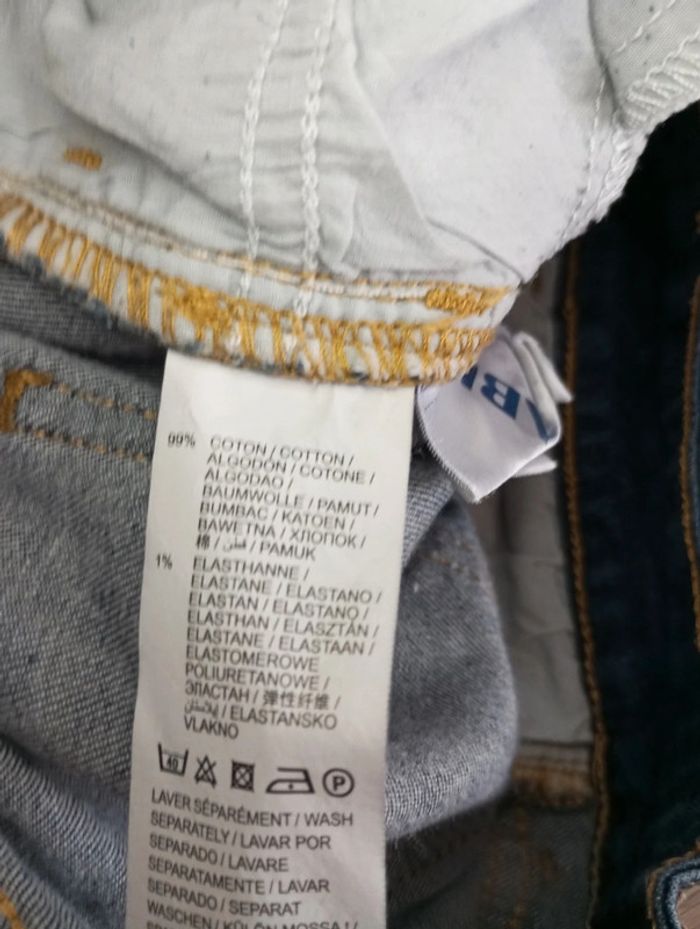 99% COTON / COTTON /
ALGODÓN / COTONE /
ALGODAO /
BAUMWOLLE / PAMUT /
BUMBAC / KATOEN /
BAWEŁNA / ХЛОПОК /
棉 / قطن / PAMUK
1% ELASTHANNE /
ELASTANE / ELASTANO /
ELASTAN / ELASTANO /
ELASTHAN / ELASZTÁN /
ELASTANE / ELASTAAN /
ELASTOMEROWE
POLIURETANOWE /
ЭЛАСТАН / 弹性纤维 /
/ ELASTANSKO
VLAKNO
40
P
LAVER SÉPARÉMENT / WASH
SEPARATELY / LAVAR POR
SEPARADO / LAVARE
SEPARATAMENTE / LAVAR
SEPARADO / SEPARAT
WASCHEN / KÜLÖN MOSSA! /